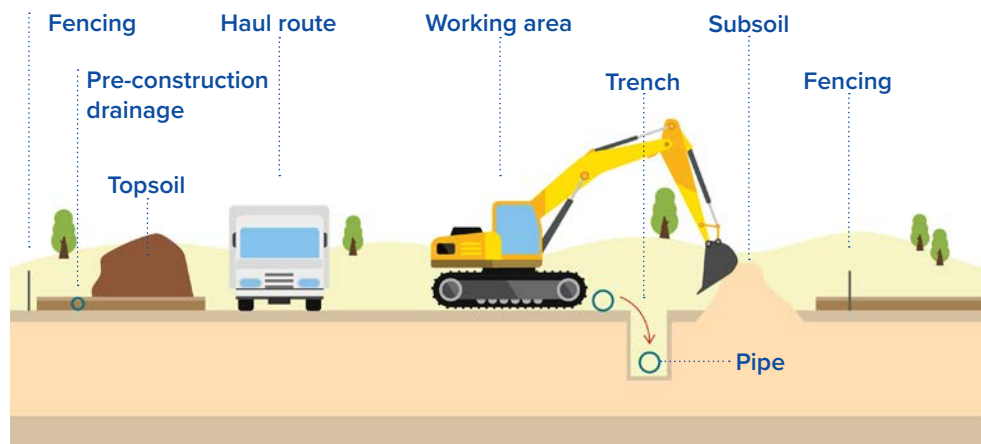 Fencing
Haul route
Working area
Subsoil
Pre-construction
drainage
Trench
Fencing
Topsoil
Pipe